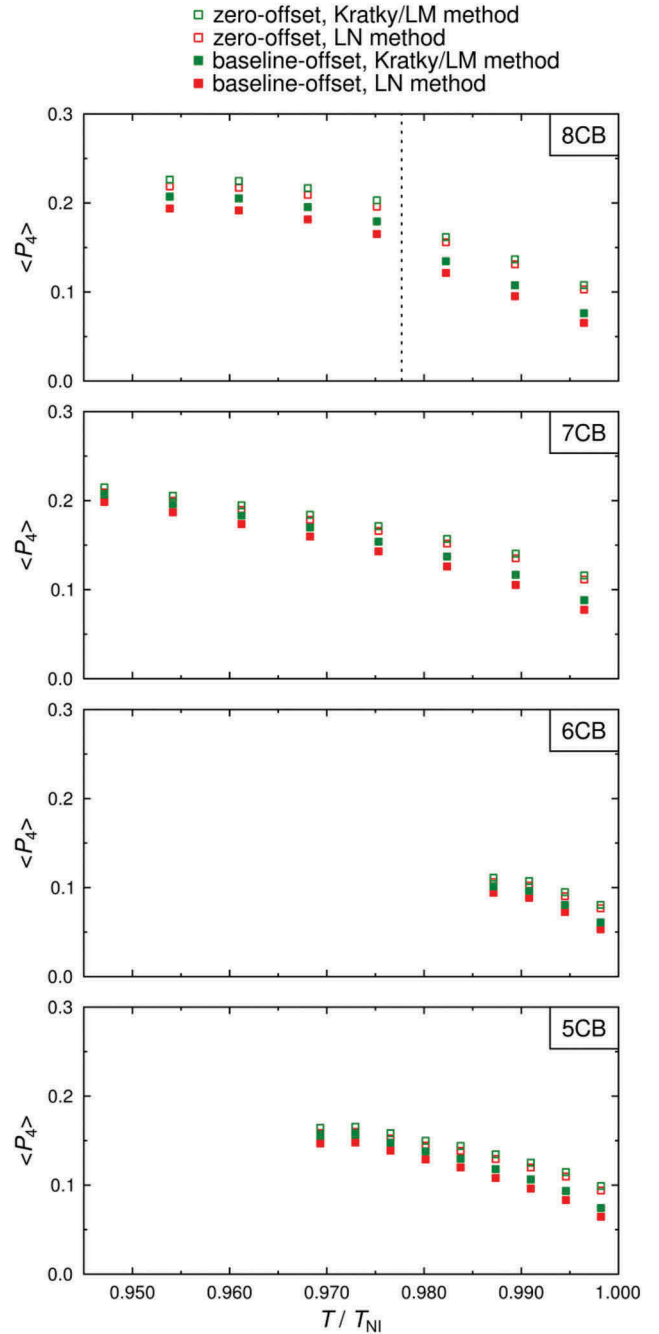 zero-offset, Kratky/LM method
zero-offset, LN method
baseline-offset, Kratky/LM method
baseline-offset, LN method
0.3
8CB
0.2
<P4>
0.1
0.0
0.3
7CB
0.2
<P4>
0.1
0.0
0.3
6CB
0.2
<P4>
0.1
0.0
0.3
5CB
0.2
<P4>
0.1
0.0
0.950 0.960 0.970 0.980 0.990 1.000
T / TNI